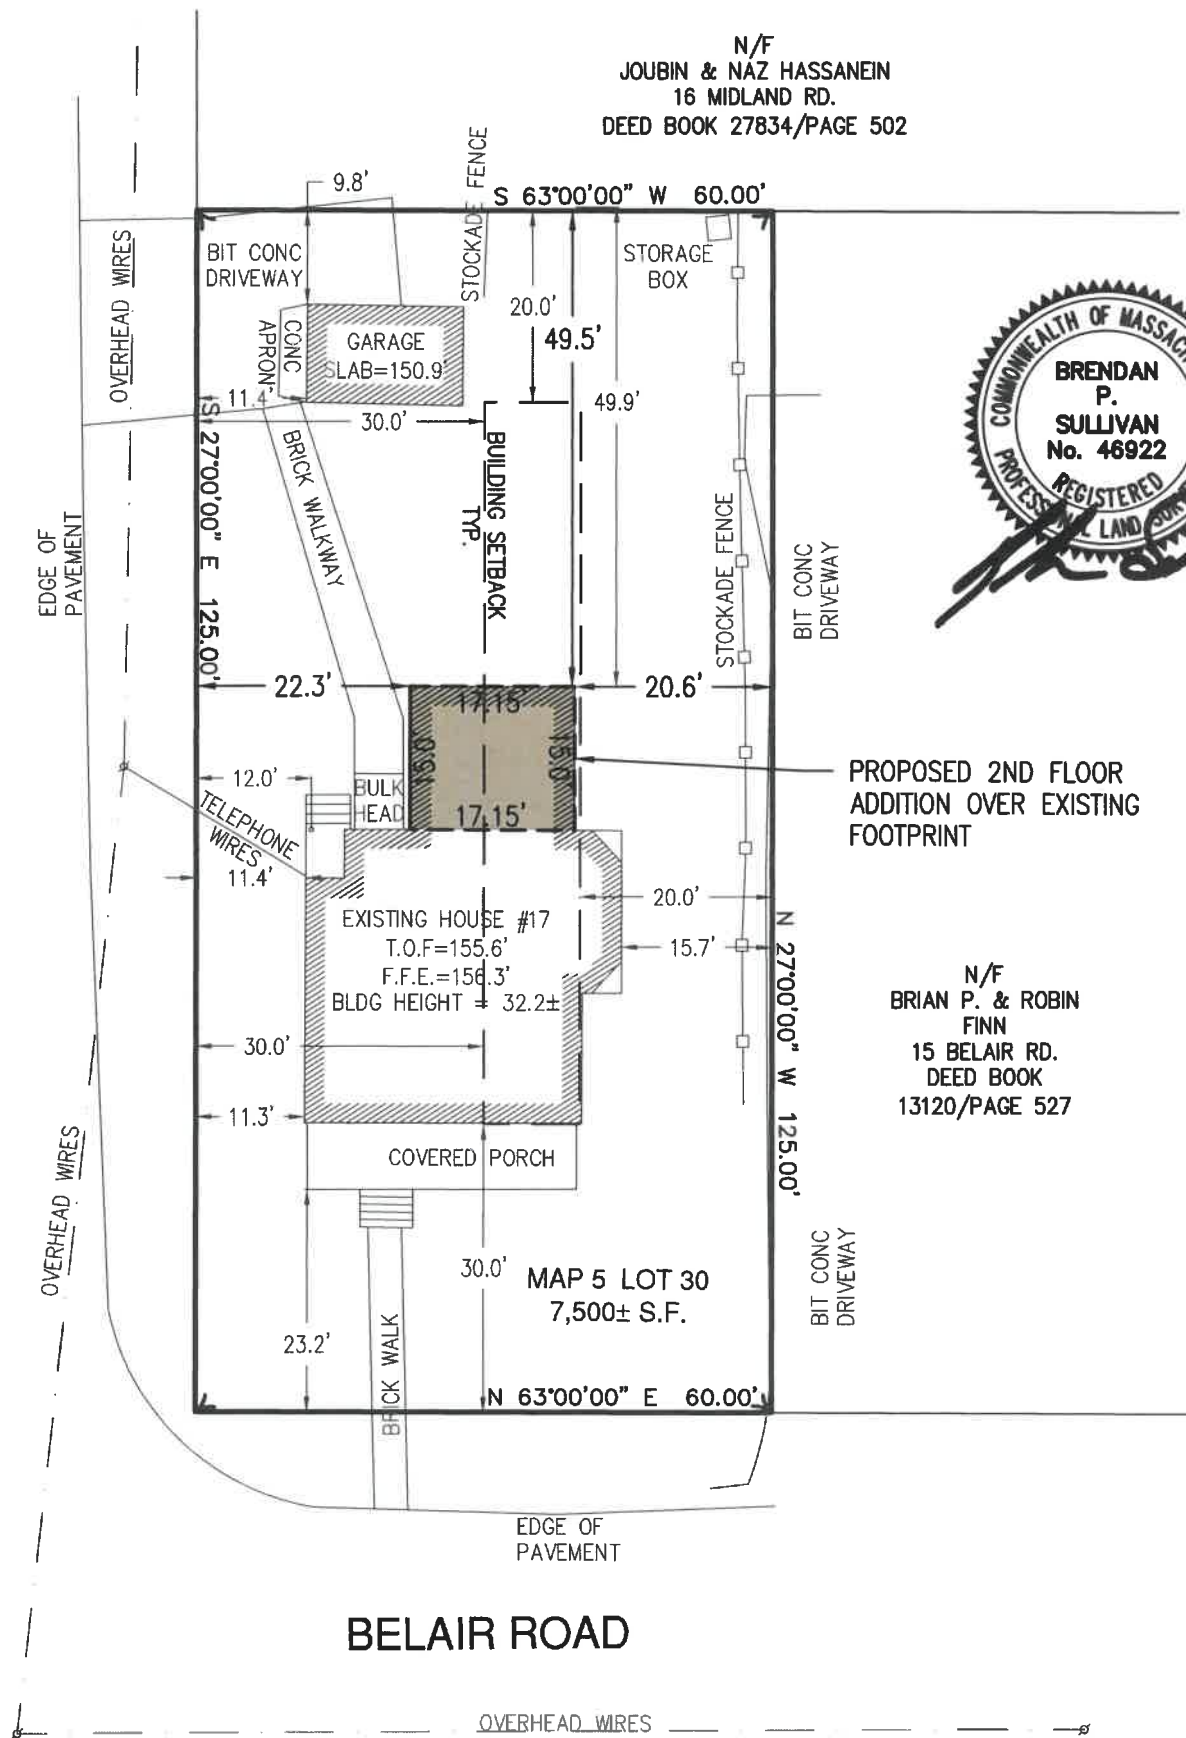 N/F
JOUBIN & NAZ HASSANEIN
16 MIDLAND RD.
DEED BOOK 27834/PAGE 502
S 63°00'00" W 60.00'
9.8'
STOCKADE FENCE
OVERHEAD WIRES
BIT CONC
DRIVEWAY
STORAGE
BOX
20.0'
49.5'
49.9'
CONC
APRON
GARAGE
SLAB=150.9'
11.4'
30.0'
COMMONWEALTH OF MASSAC
BRENDAN
P.
SULLIVAN
No. 46922
REGISTERED
PROFESSIONAL LAND SURVE
S 27°00'00" E 125.00'
BRICK WALKWAY
BUILDING SETBACK
TYP.
EDGE OF
PAVEMENT
STOCKADE FENCE
BIT CONC
DRIVEWAY
22.3'
17.15'
20.6'
15.0'
15.0'
12.0'
BULK
HEAD
17.15'
PROPOSED 2ND FLOOR
ADDITION OVER EXISTING
FOOTPRINT
TELEPHONE
WIRES
11.4'
20.0'
EXISTING HOUSE #17
T.O.F=155.6'
F.F.E.=156.3'
BLDG HEIGHT = 32.2±
15.7'
N 27°00'00" W 125.00'
N/F
BRIAN P. & ROBIN
FINN
15 BELAIR RD.
DEED BOOK
13120/PAGE 527
30.0'
11.3'
COVERED PORCH
OVERHEAD WIRES
30.0'
MAP 5 LOT 30
7,500± S.F.
BIT CONC
DRIVEWAY
23.2'
BRICK WALK
N 63°00'00" E 60.00'
EDGE OF
PAVEMENT
BELAIR ROAD
OVERHEAD WIRES